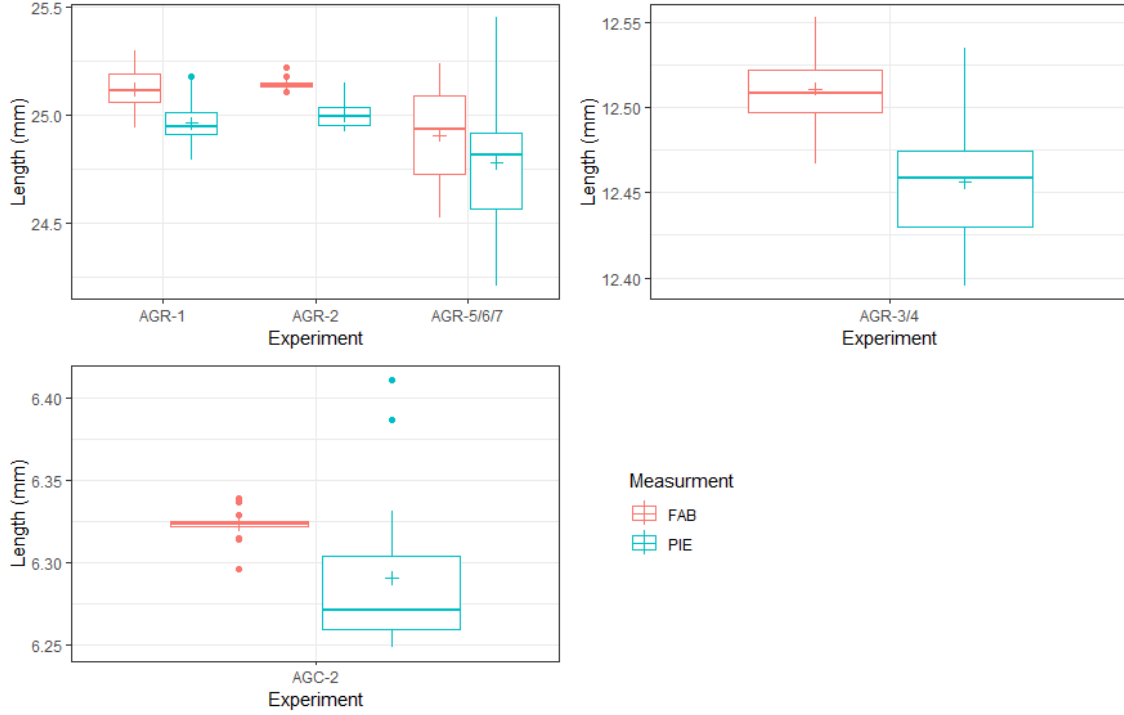 25.5
25.0
24.5
Length (mm)
AGR-1 AGR-2 AGR-5/6/7
Experiment
12.55
12.50
12.45
12.40
Length (mm)
AGR-3/4
Experiment
6.40
6.35
6.30
6.25
Length (mm)
AGC-2
Experiment
Measurment
FAB
PIE